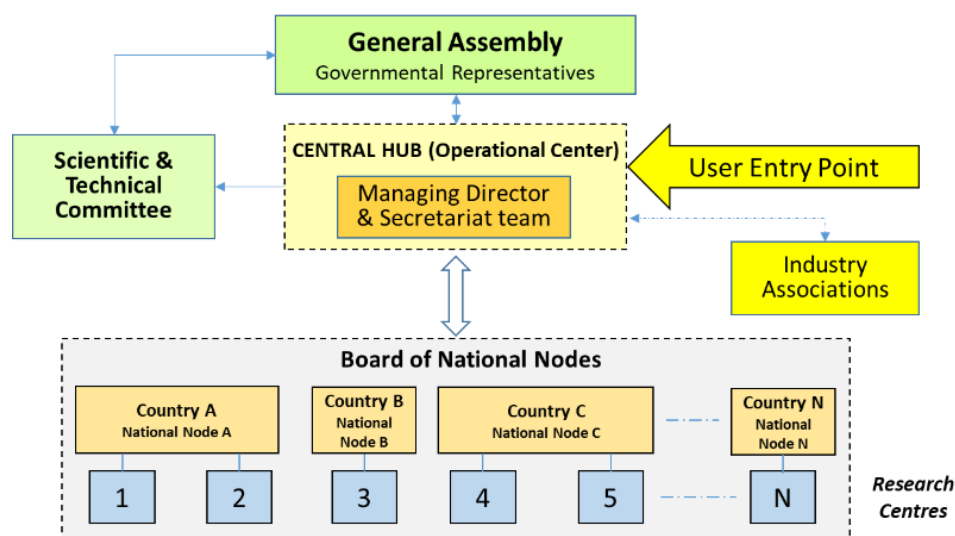 General Assembly
Governmental Representatives
Scientific &
Technical
Committee
CENTRAL HUB (Operational Center)
Managing Director
& Secretariat team
User Entry Point
Industry
Associations
Board of National Nodes
Country A
National Node A
Country B
National
Node B
Country C
National Node C
Country N
National
Node N
1
2
3
4
5
N
Research
Centres